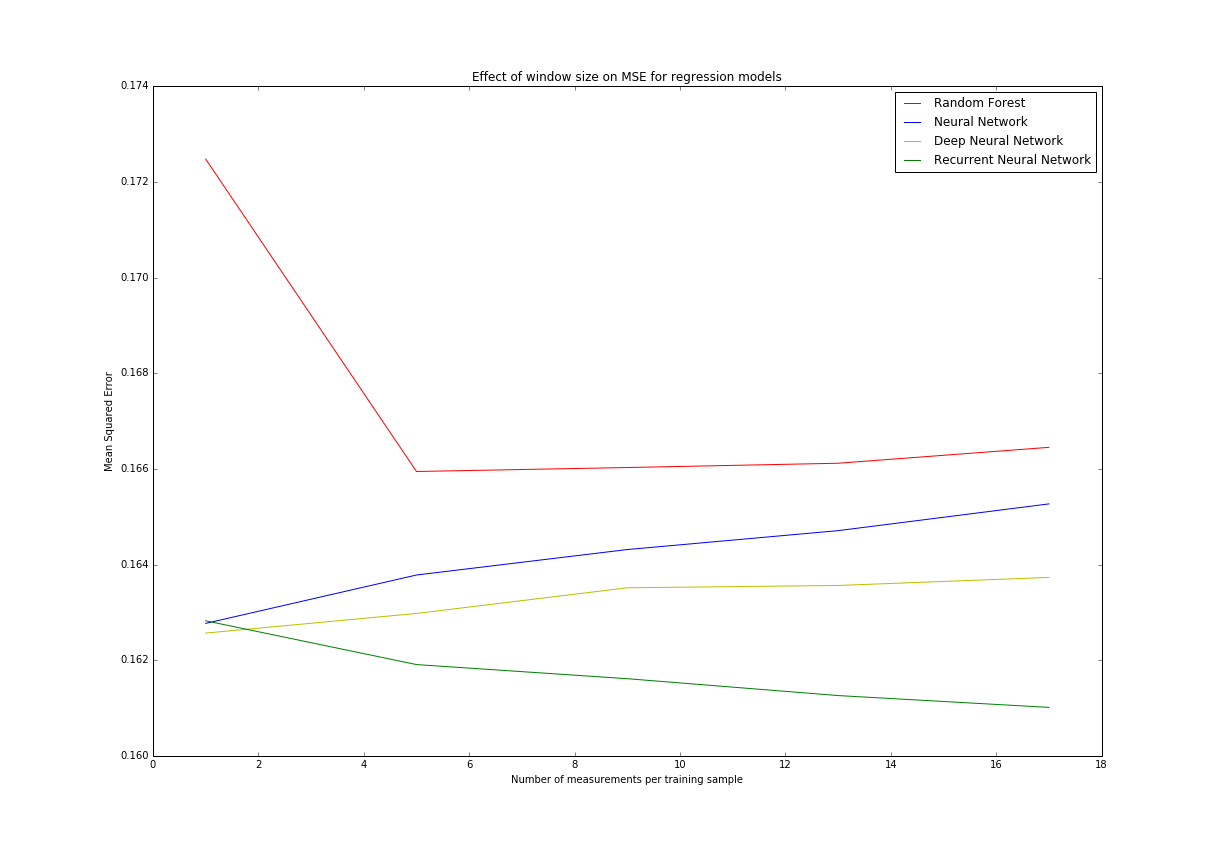 Effect of window size on MSE for regression models
0.174
0.172
0.170
0.168
0.166
0.164
0.162
0.160
Mean Squared Error
Random Forest
Neural Network
Deep Neural Network
Recurrent Neural Network
0 2 4 6 8 10 12 14 16 18
Number of measurements per training sample